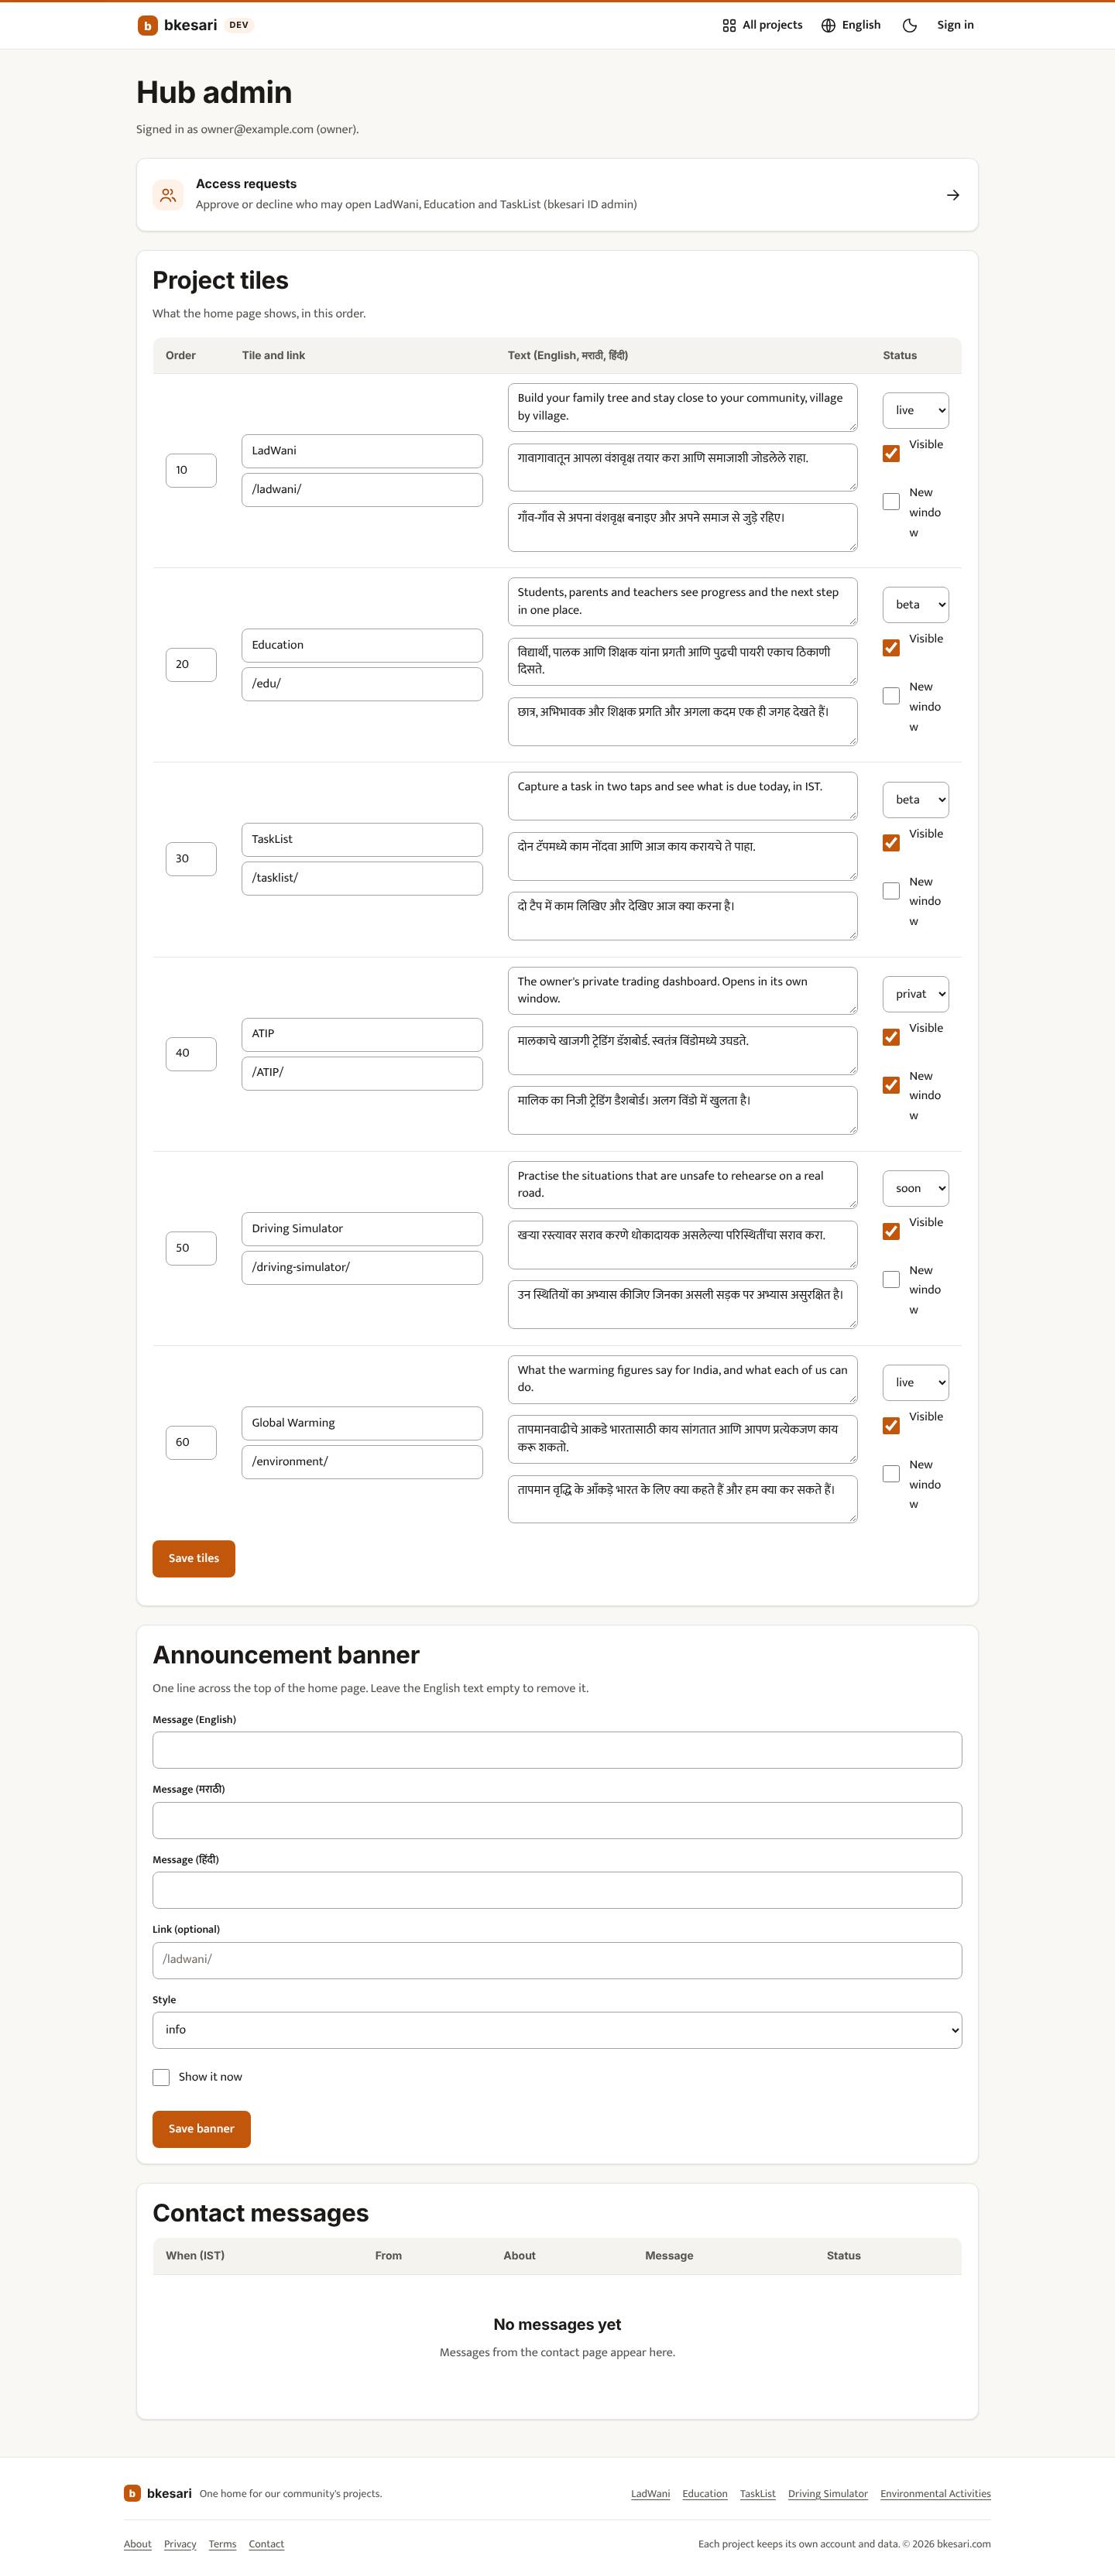 b bkesari DEV All projects English Sign in
Hub admin
Signed in as owner@example.com (owner).
Access requests
Approve or decline who may open LadWani, Education and TaskList (bkesari ID admin)
Project tiles
What the home page shows, in this order.
Order Tile and link Text (English, मराठी, हिंदी) Status
10
LadWani
/ladwani/
Build your family tree and stay close to your community, village
by village.
गावागावातून आपला वंशवृक्ष तयार करा आणि समाजाशी जोडलेले राहा.
गाँव-गाँव से अपना वंशवृक्ष बनाइए और अपने समाज से जुड़े रहिए।
live
Visible
New
windo
w
20
Education
/edu/
Students, parents and teachers see progress and the next step
in one place.
विद्यार्थी, पालक आणि शिक्षक यांना प्रगती आणि पुढची पायरी एकाच ठिकाणी
दिसते.
छात्र, अभिभावक और शिक्षक प्रगति और अगला कदम एक ही जगह देखते हैं।
beta
Visible
New
windo
w
30
TaskList
/tasklist/
Capture a task in two taps and see what is due today, in IST.
दोन टॅपमध्ये काम नोंदवा आणि आज काय करायचे ते पाहा.
दो टैप में काम लिखिए और देखिए आज क्या करना है।
beta
Visible
New
windo
w
40
ATIP
/ATIP/
The owner's private trading dashboard. Opens in its own
window.
मालकाचे खाजगी ट्रेडिंग डॅशबोर्ड. स्वतंत्र विंडोमध्ये उघडते.
मालिक का निजी ट्रेडिंग डैशबोर्ड। अलग विंडो में खुलता है।
privat
Visible
New
windo
w
50
Driving Simulator
/driving-simulator/
Practise the situations that are unsafe to rehearse on a real
road.
खऱ्या रस्त्यावर सराव करणे धोकादायक असलेल्या परिस्थितींचा सराव करा.
उन स्थितियों का अभ्यास कीजिए जिनका असली सड़क पर अभ्यास असुरक्षित है।
soon
Visible
New
windo
w
60
Global Warming
/environment/
What the warming figures say for India, and what each of us can
do.
तापमानवाढीचे आकडे भारतासाठी काय सांगतात आणि आपण प्रत्येकजण काय
करू शकतो.
तापमान वृद्धि के आँकड़े भारत के लिए क्या कहते हैं और हम क्या कर सकते हैं।
live
Visible
New
windo
w
Save tiles
Announcement banner
One line across the top of the home page. Leave the English text empty to remove it.
Message (English)
Message (मराठी)
Message (हिंदी)
Link (optional)
/ladwani/
Style
info
Show it now
Save banner
Contact messages
When (IST) From About Message Status
No messages yet
Messages from the contact page appear here.
b bkesari One home for our community's projects. LadWani Education TaskList Driving Simulator Environmental Activities
About Privacy Terms Contact Each project keeps its own account and data. © 2026 bkesari.com